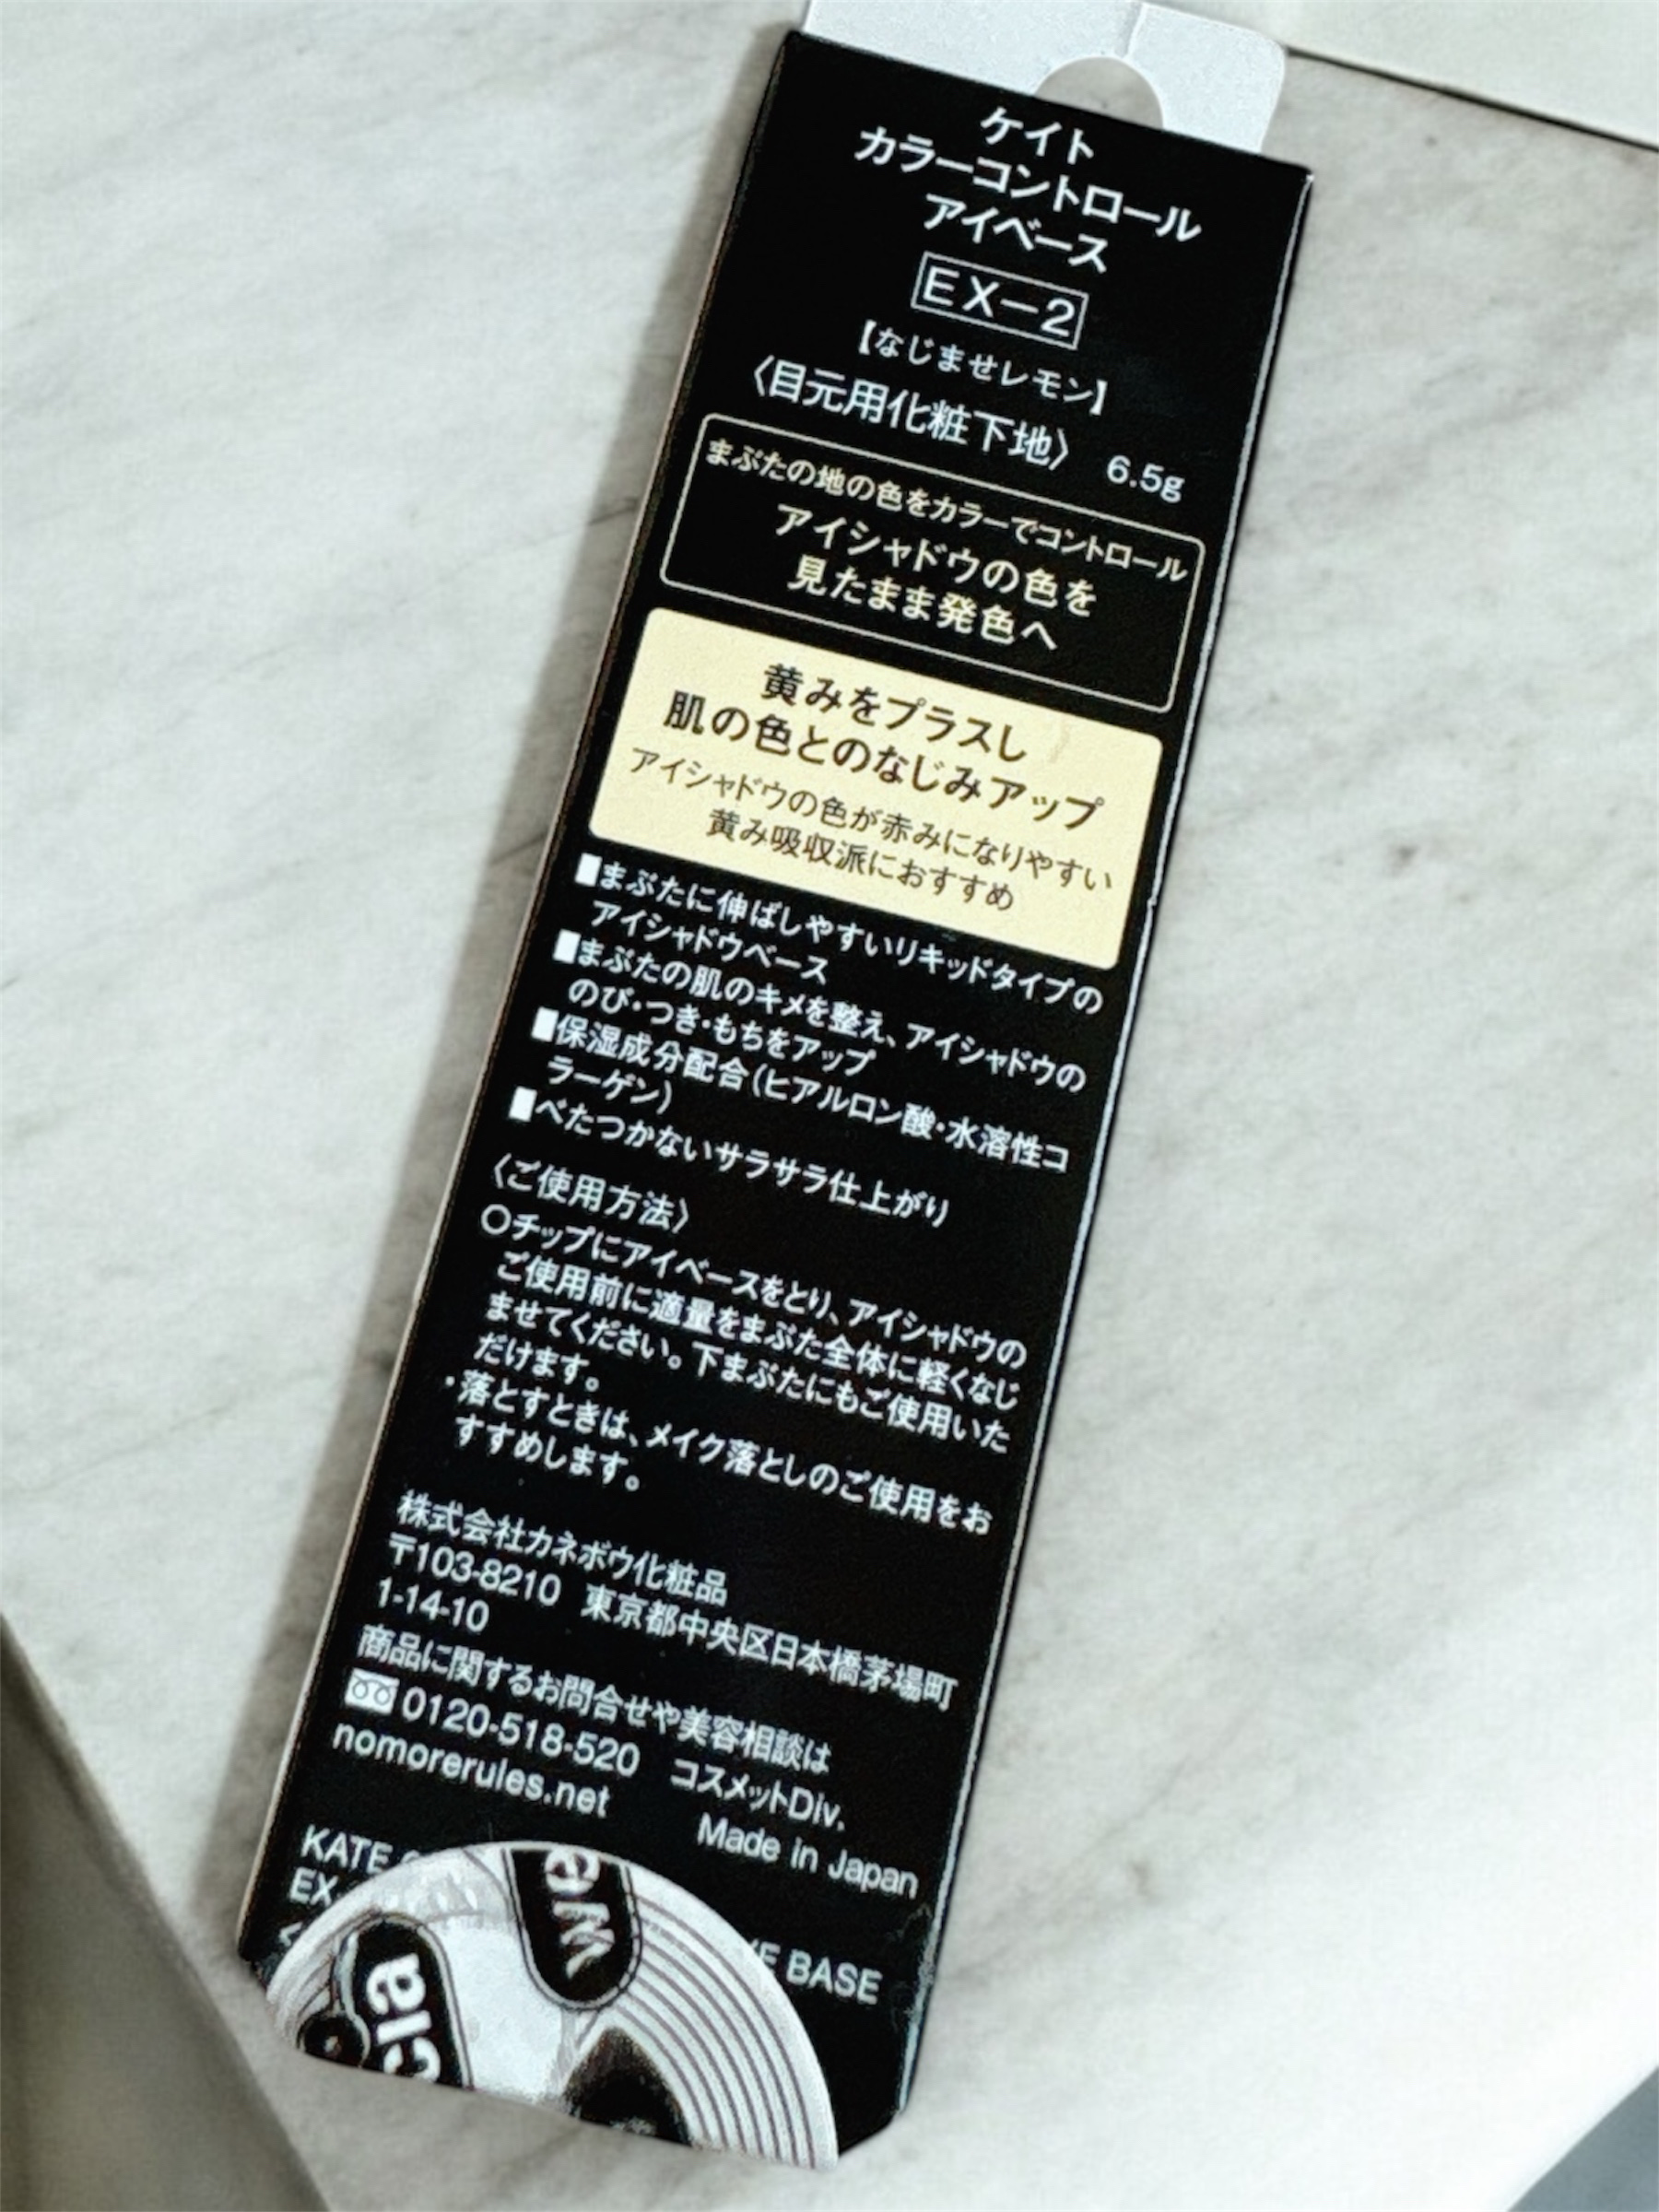 ケイト
カラーコントロール
アイベース
EX-2
【なじませレモン】
〈目元用化粧下地〉 6.5g
まぶたの地の色をカラーでコントロール
アイシャドウの色を
見たまま発色へ
黄みをプラスし
肌の色とのなじみアップ
アイシャドウの色が赤みになりやすい
黄み吸収派におすすめ
■まぶたに伸ばしやすいリキッドタイプの
アイシャドウベース
■まぶたの肌のキメを整え、アイシャドウの
のび・つき・もちをアップ
■保湿成分配合(ヒアルロン酸・水溶性コ
ラーゲン)
■べたつかないサラサラ仕上がり
〈ご使用方法〉
○チップにアイベースをとり、アイシャドウの
ご使用前に適量をまぶた全体に軽くなじ
ませてください。下まぶたにもご使用いた
だけます。
・落とすときは、メイク落としのご使用をお
すすめします。
株式会社カネボウ化粧品
〒103-8210 東京都中央区日本橋茅場町
1-14-10
商品に関するお問合せや美容相談は
0120-518-520 コスメットDiv.
nomorerules.net Made in Japan
KATE
EX
BASE